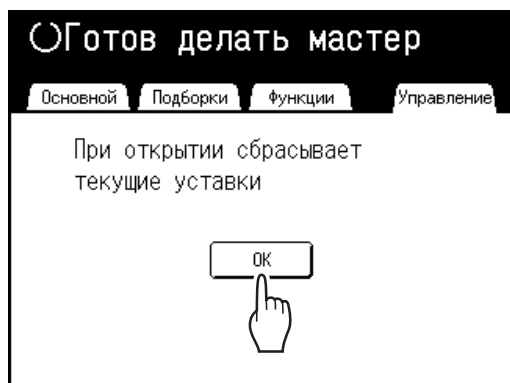 Готов делать мастер
Основной Подборки Функции Управление
При открытии сбрасывает
текущие уставки
OK